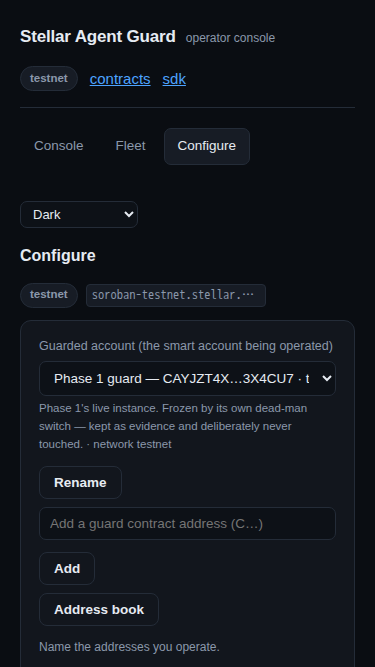 Stellar Agent Guard operator console
testnet contracts sdk
Console Fleet Configure
Dark
Configure
testnet soroban-testnet.stellar.···
Guarded account (the smart account being operated)
Phase 1 guard — CAYJZT4X…3X4CU7 · t
Phase 1's live instance. Frozen by its own dead-man
switch — kept as evidence and deliberately never
touched. · network testnet
Rename
Add a guard contract address (C…)
Add
Address book
Name the addresses you operate.